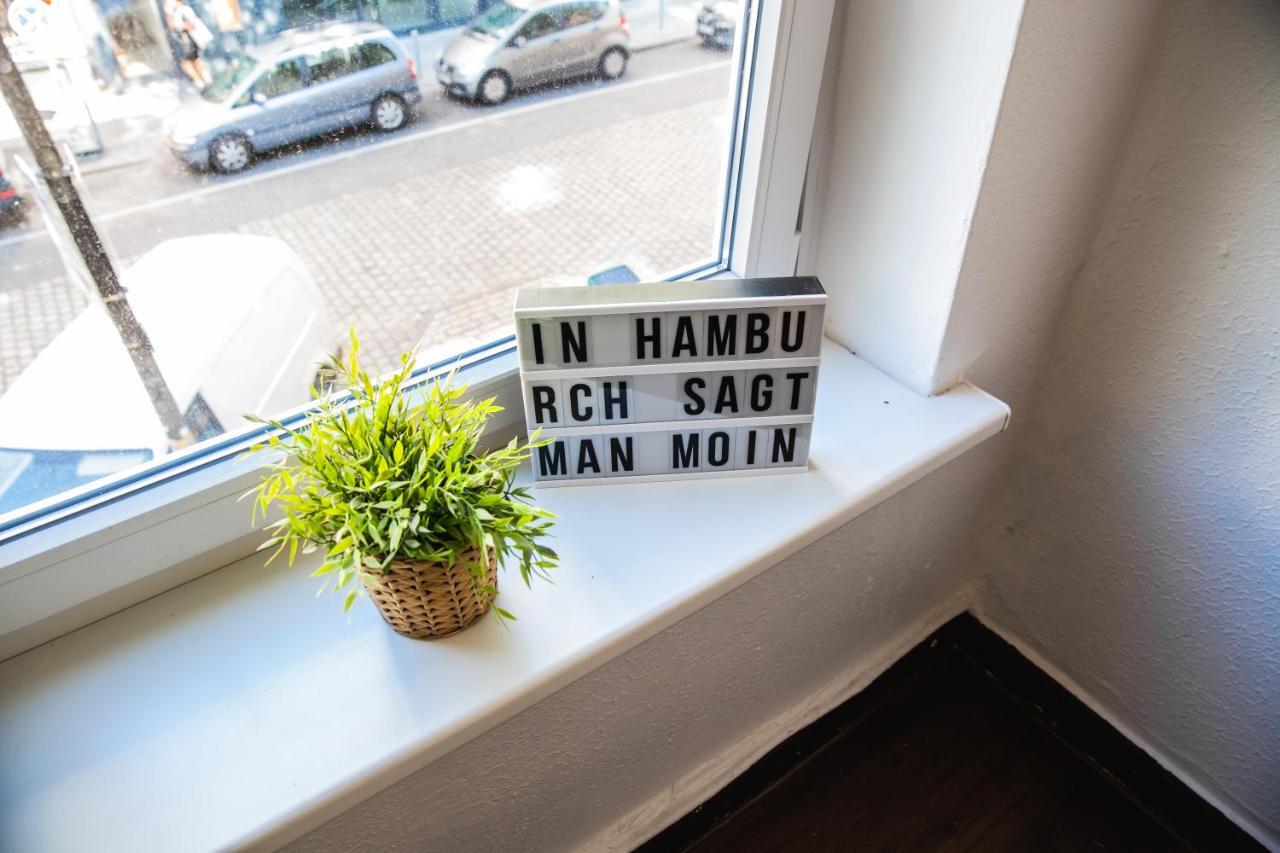 IN HAMBU
RCH SAGT
MAN MOIN